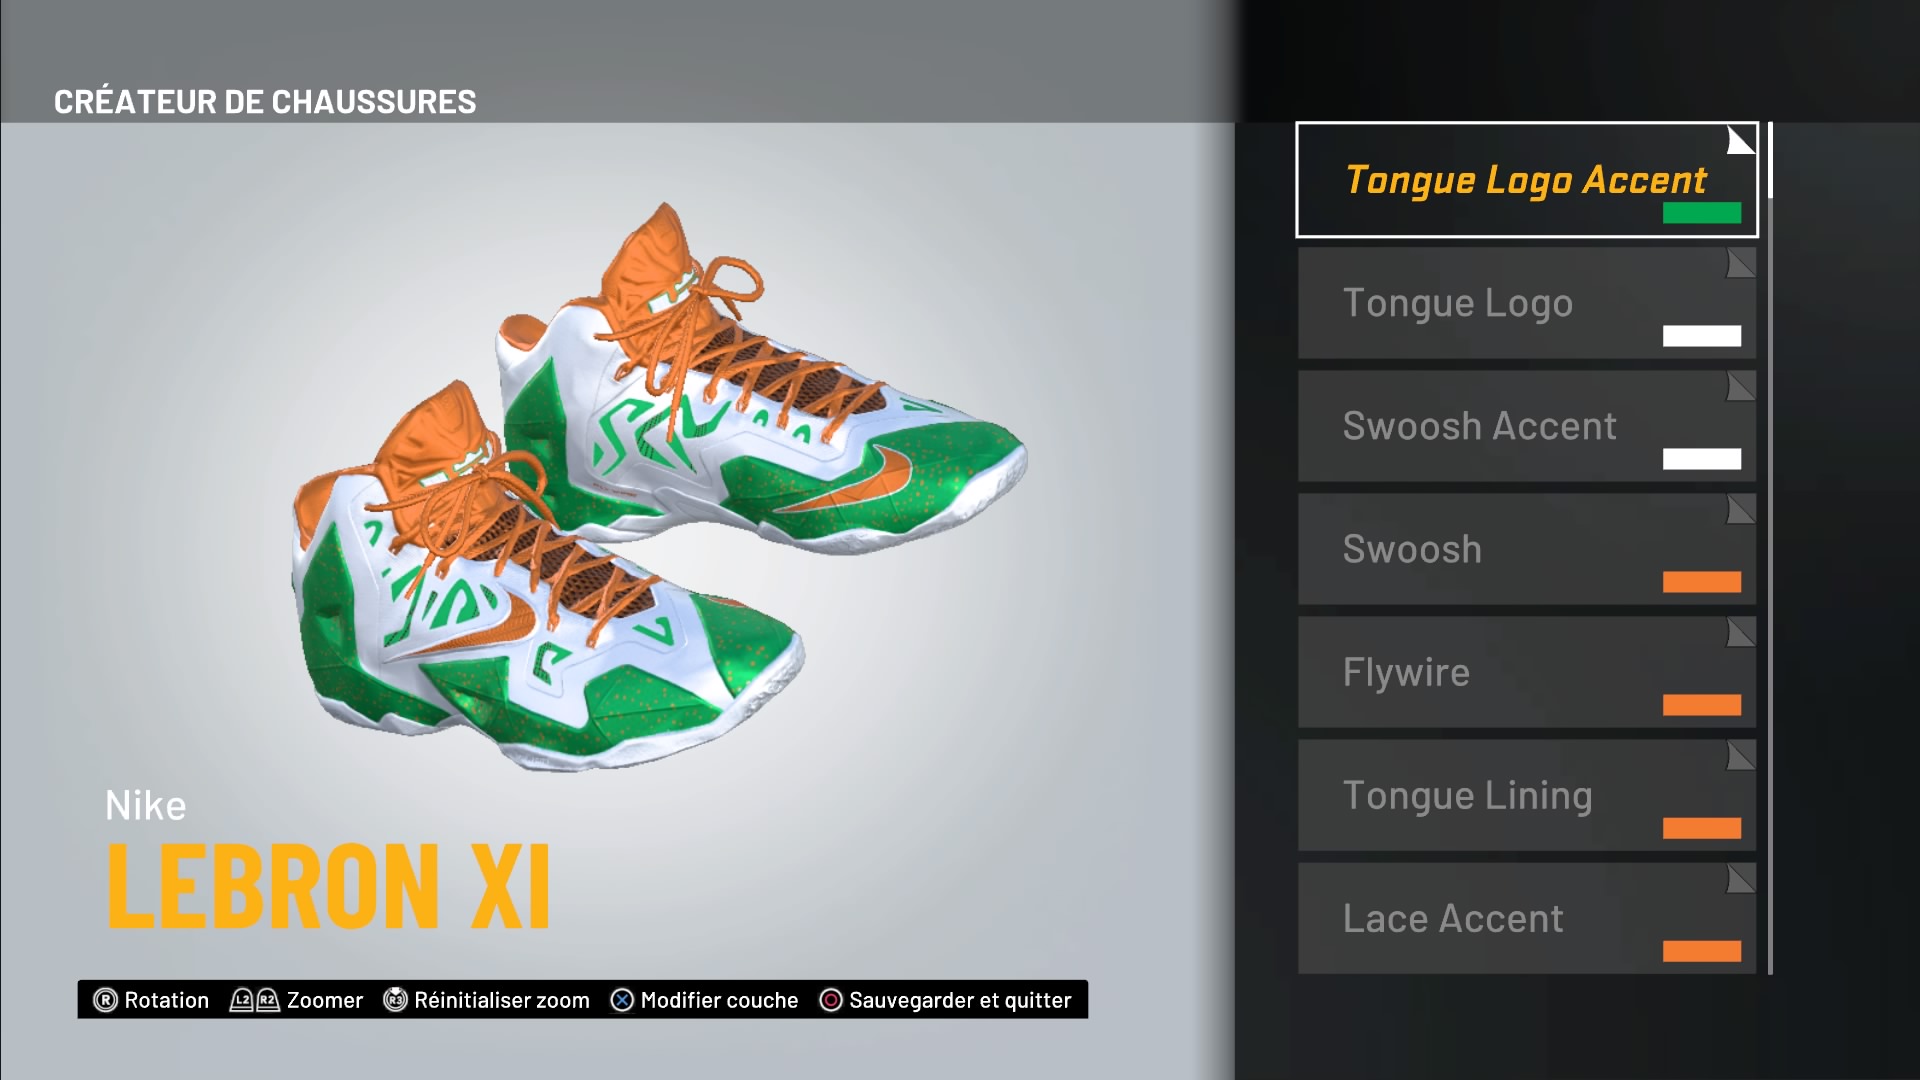 CRÉATEUR DE CHAUSSURES
Tongue Logo Accent
Tongue Logo
Swoosh Accent
Swoosh
Flywire
Tongue Lining
Lace Accent
Nike
LEBRON XI
R Rotation L2 R2 Zoomer R3 Réinitialiser zoom Modifier couche Sauvegarder et quitter